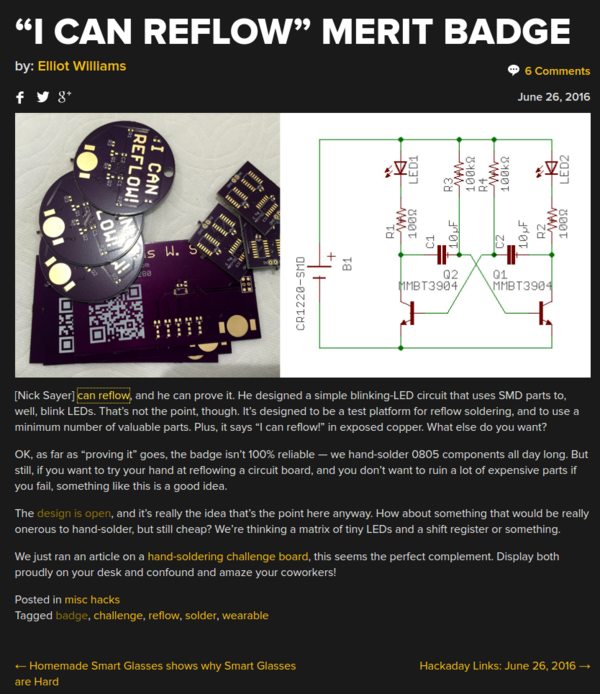 “I CAN REFLOW” MERIT BADGE
by: Elliot Williams
6 Comments
June 26, 2016
I CAN
REFLOW!
LED1
R3
100kΩ
R4
100kΩ
LED2
R1
100Ω
C1
10µF
C2
10µF
R2
100Ω
Q2
MMBT3904
Q1
MMBT3904
CR1220-SMD
B1
[Nick Sayer] can reflow, and he can prove it. He designed a simple blinking-LED circuit that uses SMD parts to,
well, blink LEDs. That’s not the point, though. It’s designed to be a test platform for reflow soldering, and to use a
minimum number of valuable parts. Plus, it says “I can reflow!” in exposed copper. What else do you want?
OK, as far as “proving it” goes, the badge isn’t 100% reliable — we hand-solder 0805 components all day long. But
still, if you want to try your hand at reflowing a circuit board, and you don’t want to ruin a lot of expensive parts if
you fail, something like this is a good idea.
The design is open, and it’s really the idea that’s the point here anyway. How about something that would be really
onerous to hand-solder, but still cheap? We’re thinking a matrix of tiny LEDs and a shift register or something.
We just ran an article on a hand-soldering challenge board, this seems the perfect complement. Display both
proudly on your desk and confound and amaze your coworkers!
Posted in misc hacks
Tagged badge, challenge, reflow, solder, wearable
← Homemade Smart Glasses shows why Smart Glasses
are Hard
Hackaday Links: June 26, 2016 →